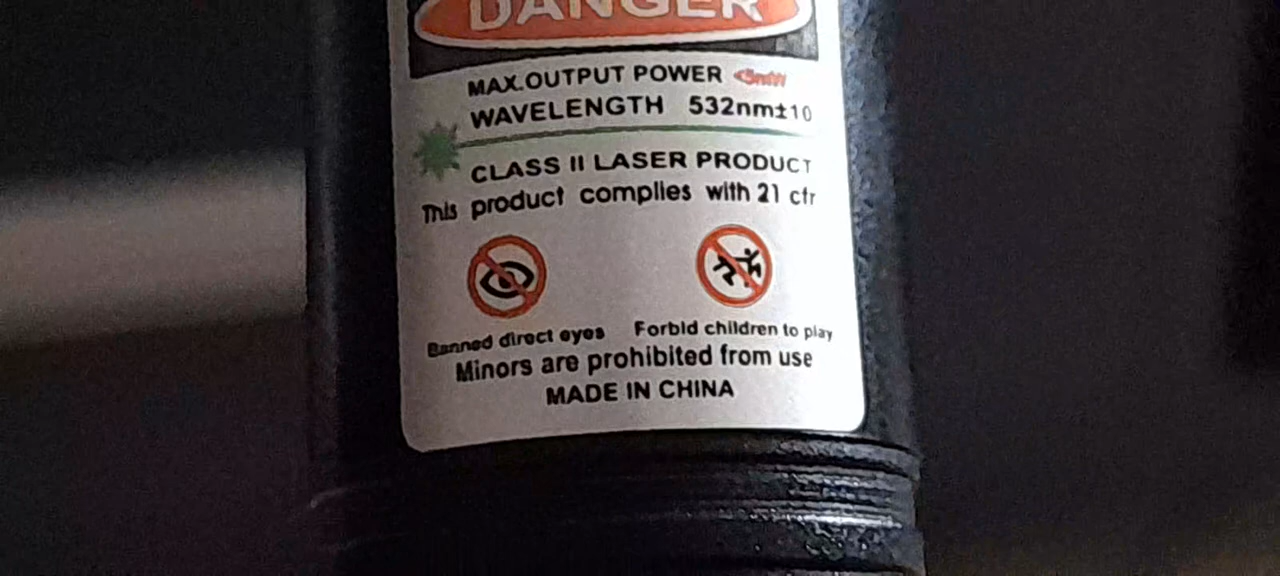 DANGER
MAX.OUTPUT POWER <5mW
WAVELENGTH 532nm±10
CLASS II LASER PRODUCT
This product complies with 21 cfr
Banned direct eyes Forbid children to play
Minors are prohibited from use
MADE IN CHINA